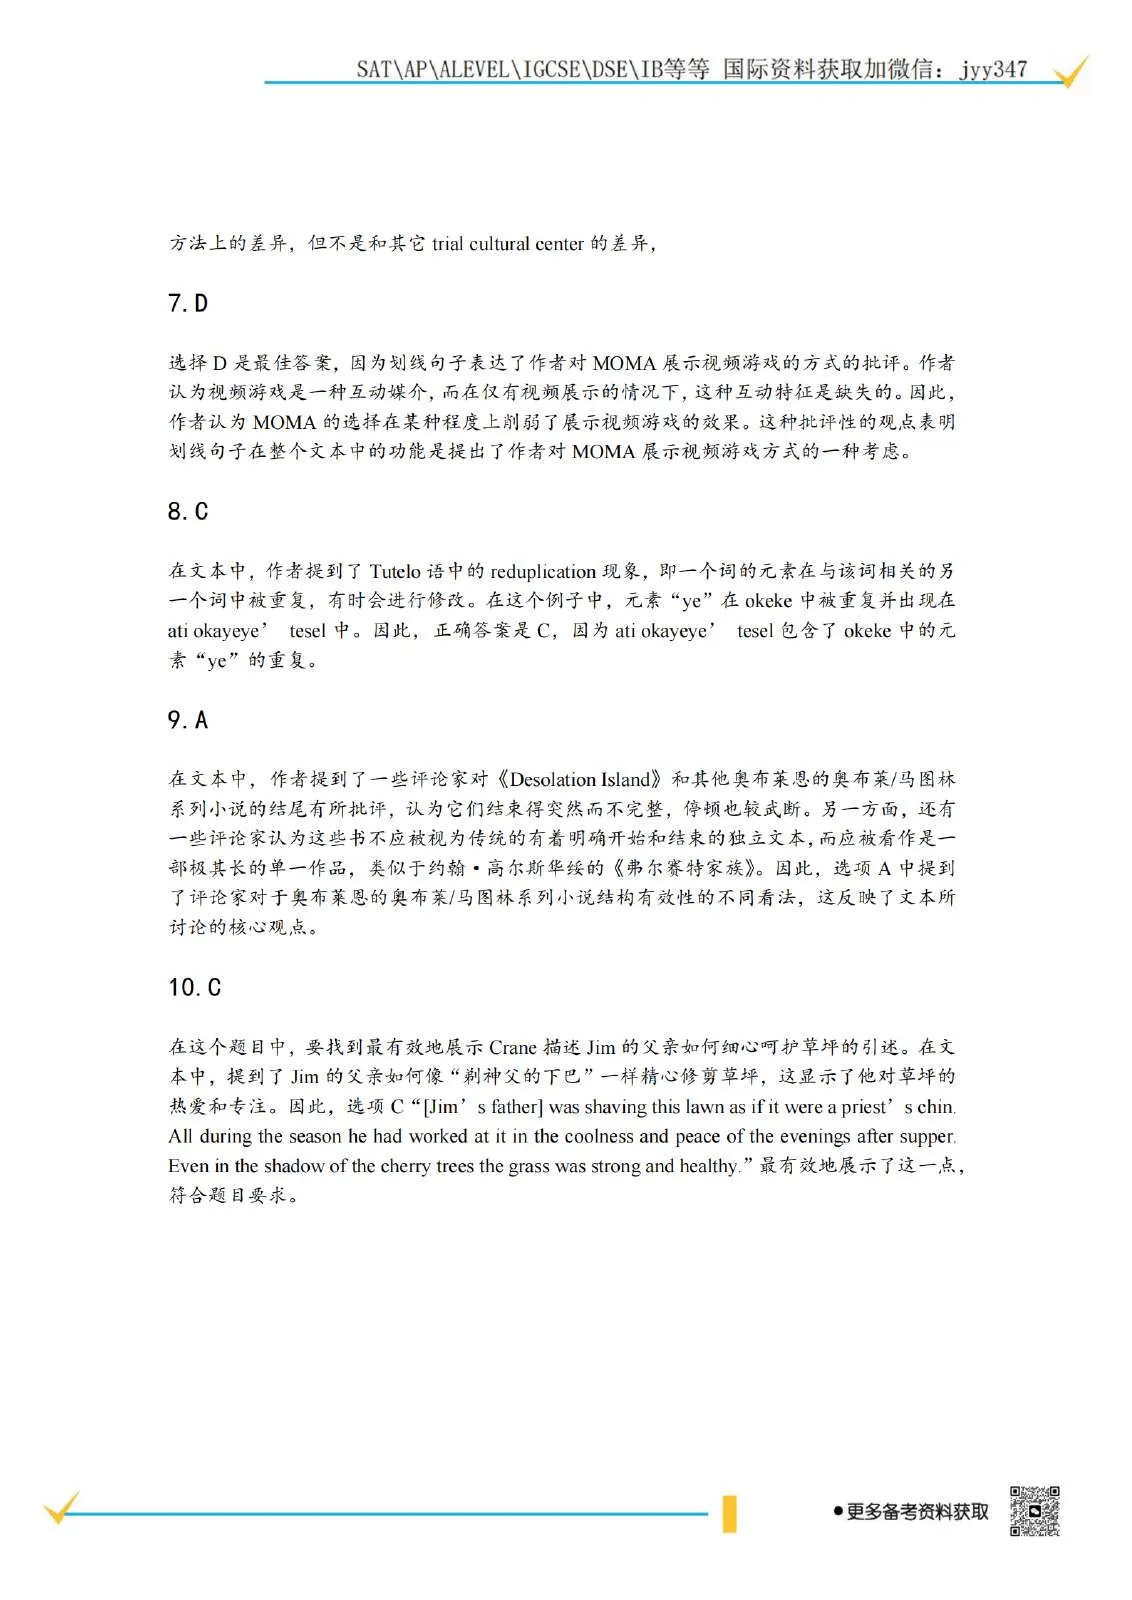 SAT\AP\ALEVEL\IGCSE\DSE\IB等等 国际资料获取加微信：jyy347
方法上的差异，但不是和其它 trial cultural center 的差异，
7.D
选择 D 是最佳答案，因为划线句子表达了作者对 MOMA 展示视频游戏的方式的批评。作者
认为视频游戏是一种互动媒介，而在仅有视频展示的情况下，这种互动特征是缺失的。因此，
作者认为 MOMA 的选择在某种程度上削弱了展示视频游戏的效果。这种批评性的观点表明
划线句子在整个文本中的功能是提出了作者对 MOMA 展示视频游戏方式的一种考虑。
8.C
在文本中，作者提到了 Tutelo 语中的 reduplication 现象，即一个词的元素在与该词相关的另
一个词中被重复，有时会进行修改。在这个例子中，元素“ye”在 okeke 中被重复并出现在
ati okayeye’ tesel 中。因此，正确答案是 C，因为 ati okayeye’ tesel 包含了 okeke 中的元
素“ye”的重复。
9.A
在文本中，作者提到了一些评论家对《Desolation Island》和其他奥布莱恩的奥布莱/马图林
系列小说的结尾有所批评，认为它们结束得突然而不完整，停顿也较武断。另一方面，还有
一些评论家认为这些书不应被视为传统的有着明确开始和结束的独立文本，而应被看作是一
部极其长的单一作品，类似于约翰·高尔斯华绥的《弗尔赛特家族》。因此，选项 A 中提到
了评论家对于奥布莱恩的奥布莱/马图林系列小说结构有效性的不同看法，这反映了文本所
讨论的核心观点。
10.C
在这个题目中，要找到最有效地展示 Crane 描述 Jim 的父亲如何细心呵护草坪的引述。在文
本中，提到了 Jim 的父亲如何像“剃神父的下巴”一样精心修剪草坪，这显示了他对草坪的
热爱和专注。因此，选项 C“[Jim’s father] was shaving this lawn as if it were a priest’s chin.
All during the season he had worked at it in the coolness and peace of the evenings after supper.
Even in the shadow of the cherry trees the grass was strong and healthy.”最有效地展示了这一点，
符合题目要求。
●更多备考资料获取